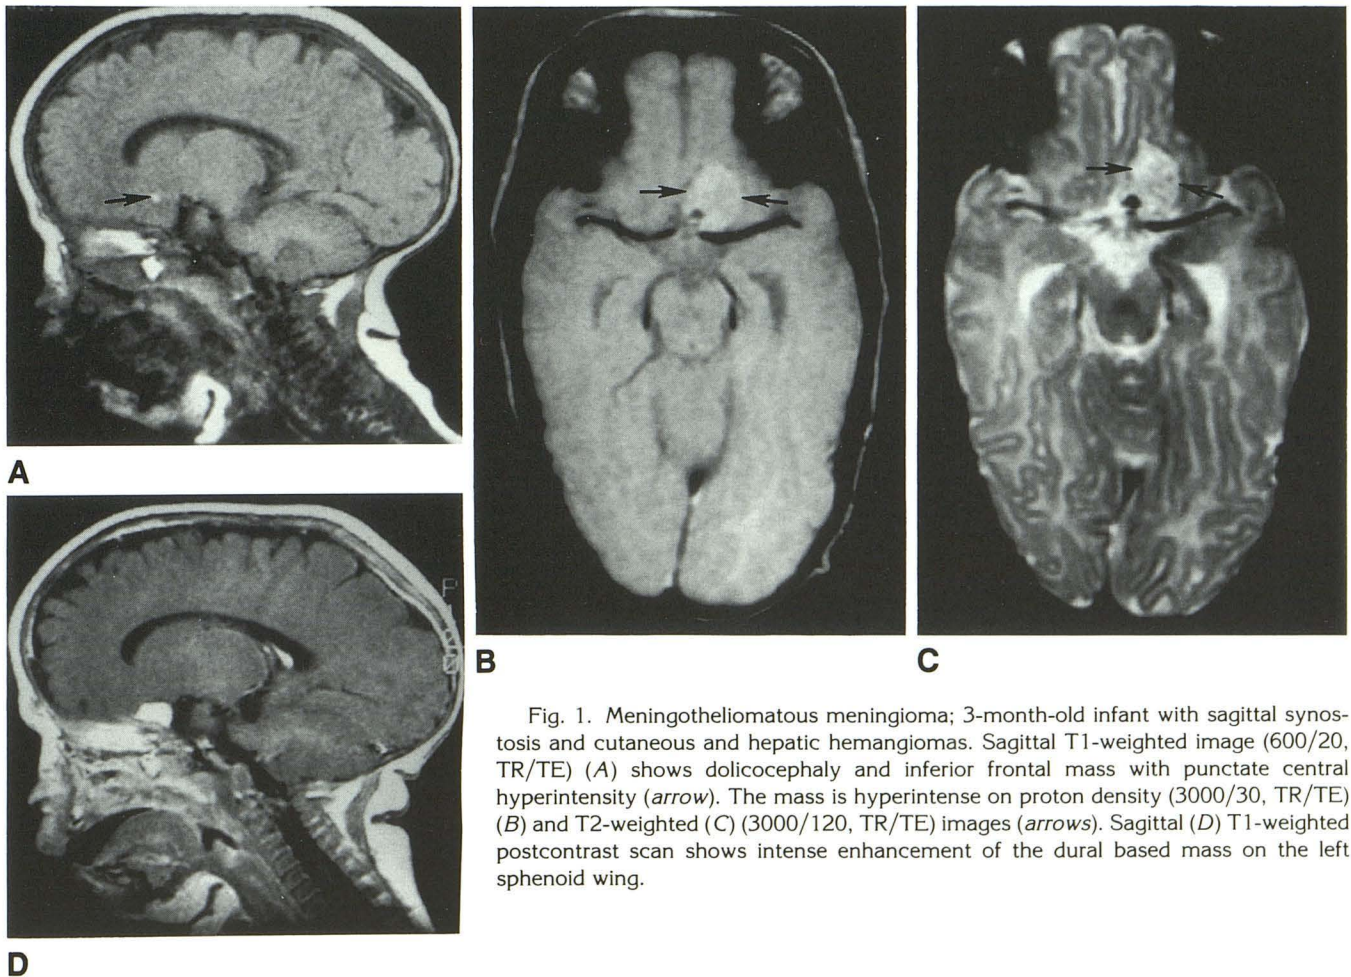 A
B
C
D
Fig. 1. Meningotheliomatous meningioma; 3-month-old infant with sagittal synos-
tosis and cutaneous and hepatic hemangiomas. Sagittal T1-weighted image (600/20,
TR/TE) (A) shows dolicocephaly and inferior frontal mass with punctate central
hyperintensity (arrow). The mass is hyperintense on proton density (3000/30, TR/TE)
(B) and T2-weighted (C) (3000/120, TR/TE) images (arrows). Sagittal (D) T1-weighted
postcontrast scan shows intense enhancement of the dural based mass on the left
sphenoid wing.